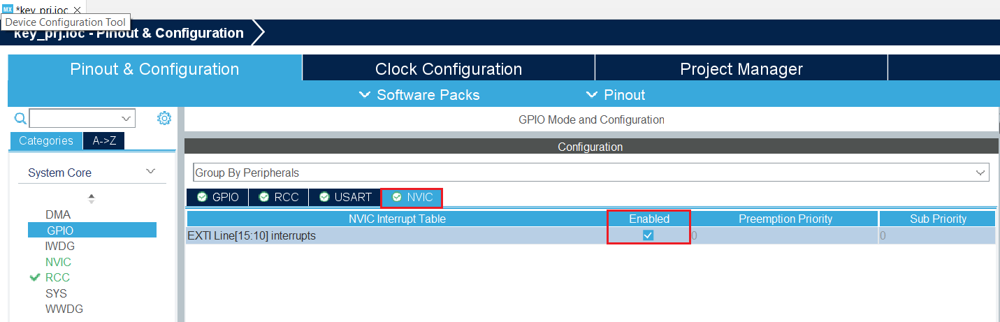 MX *key_prj.ioc
Device Configuration Tool
key_prj.ioc - Pinout & Configuration
Pinout & Configuration
Clock Configuration
Project Manager
Software Packs
Pinout
GPIO Mode and Configuration
Categories
A->Z
Configuration
System Core
Group By Peripherals
GPIO
RCC
USART
NVIC
NVIC Interrupt Table
Enabled
Preemption Priority
Sub Priority
EXTI Line[15:10] interrupts
0
0
DMA
GPIO
IWDG
NVIC
RCC
SYS
WWDG